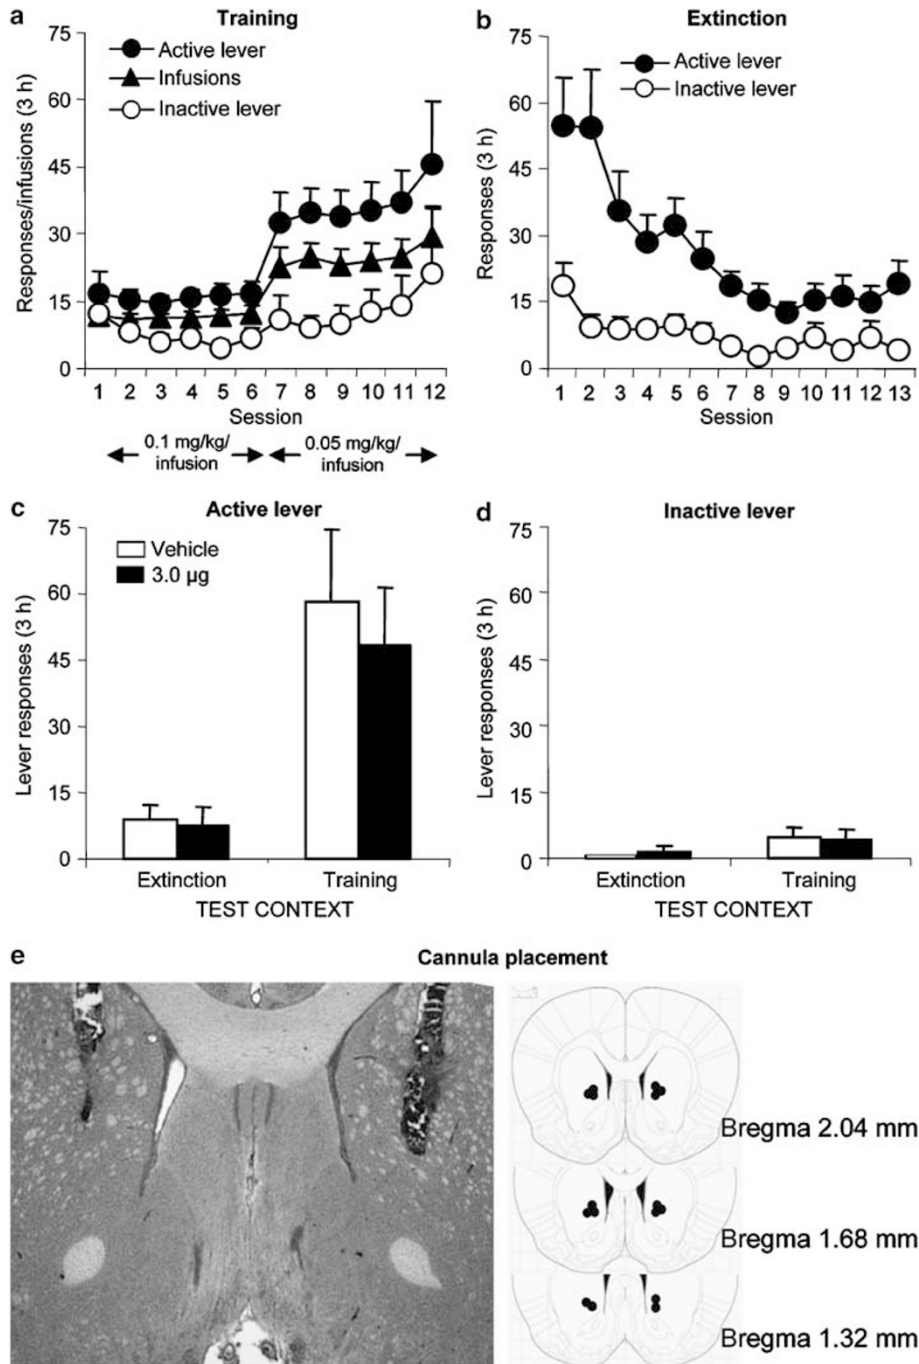 a
Training
75
60
45
30
15
0
Responses/infusions (3 h)
Active lever
Infusions
Inactive lever
1 2 3 4 5 6 7 8 9 10 11 12
Session
0.1 mg/kg/
infusion
0.05 mg/kg/
infusion
b
Extinction
75
60
45
30
15
0
Responses (3 h)
Active lever
Inactive lever
1 2 3 4 5 6 7 8 9 10 11 12 13
Session
c
Active lever
75
60
45
30
15
0
Lever responses (3 h)
Vehicle
3.0 µg
Extinction Training
TEST CONTEXT
d
Inactive lever
75
60
45
30
15
0
Lever responses (3 h)
Extinction Training
TEST CONTEXT
e
Cannula placement
Bregma 2.04 mm
Bregma 1.68 mm
Bregma 1.32 mm